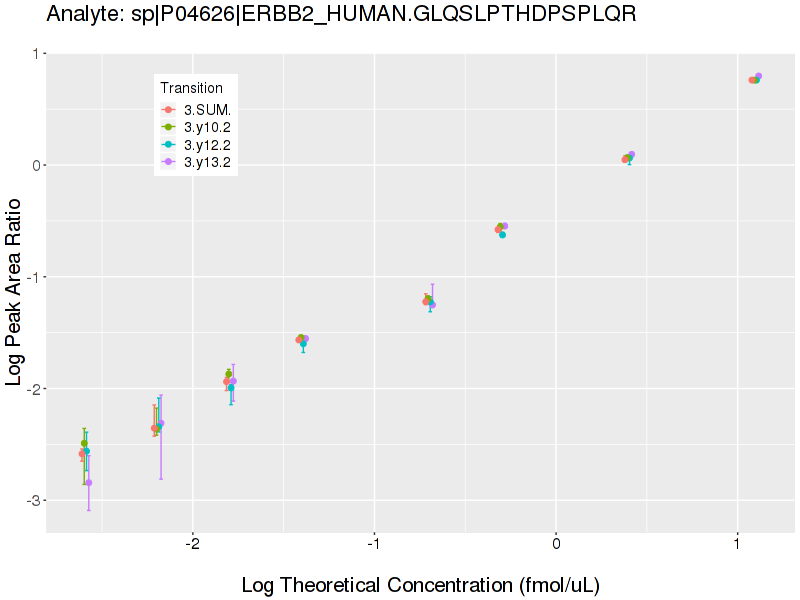 Analyte: sp|P04626|ERBB2_HUMAN.GLQSLPTHDPSPLQR
1
Transition
3.SUM.
3.y10.2
3.y12.2
3.y13.2
0
-1
-2
-3
Log Peak Area Ratio
-2 -1 0 1
Log Theoretical Concentration (fmol/uL)